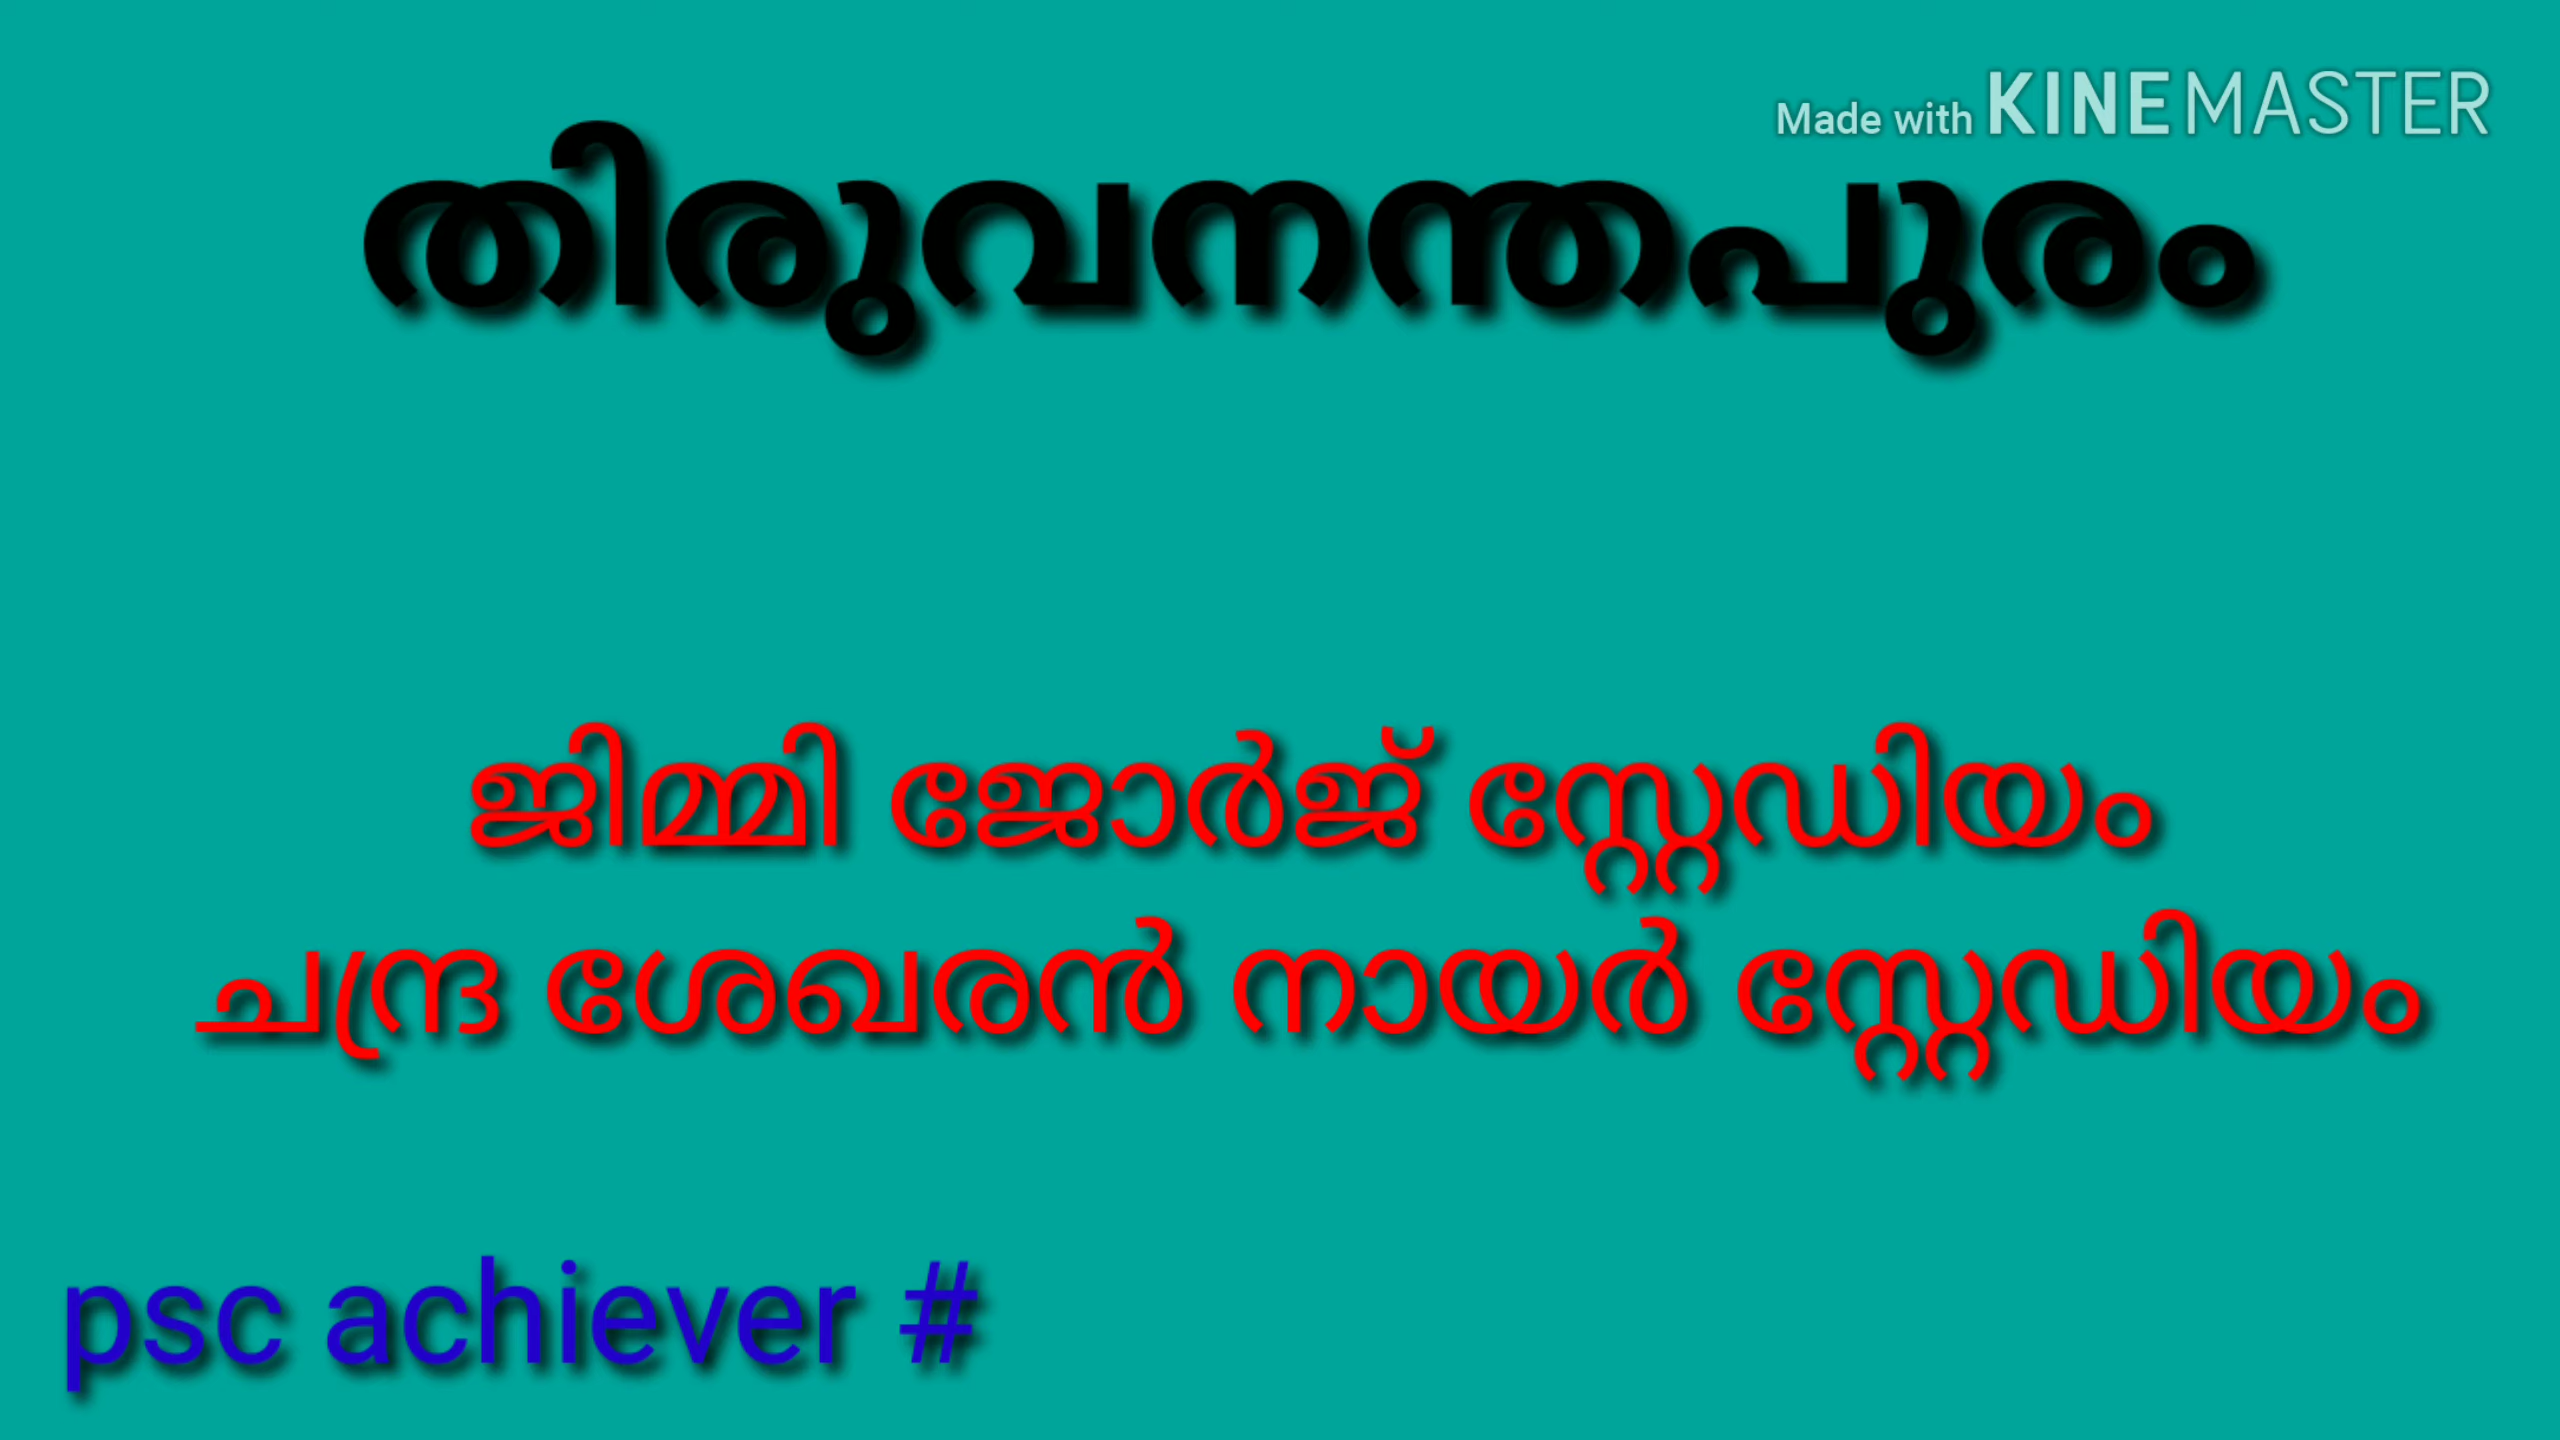 Made with KINEMASTER
തിരുവനന്തപുരം
ജിമ്മി ജോർജ് സ്റ്റേഡിയം
ചന്ദ്ര ശേഖരൻ നായർ സ്റ്റേഡിയം
psc achiever #